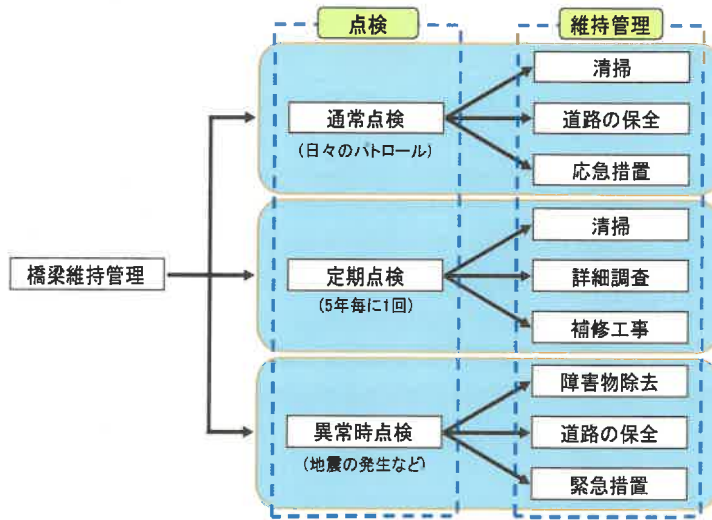 点検
維持管理
清掃
通常点検
道路の保全
(日々のパトロール)
応急措置
清掃
橋梁維持管理
定期点検
詳細調査
(5年毎に1回)
補修工事
障害物除去
異常時点検
道路の保全
(地震の発生など)
緊急措置